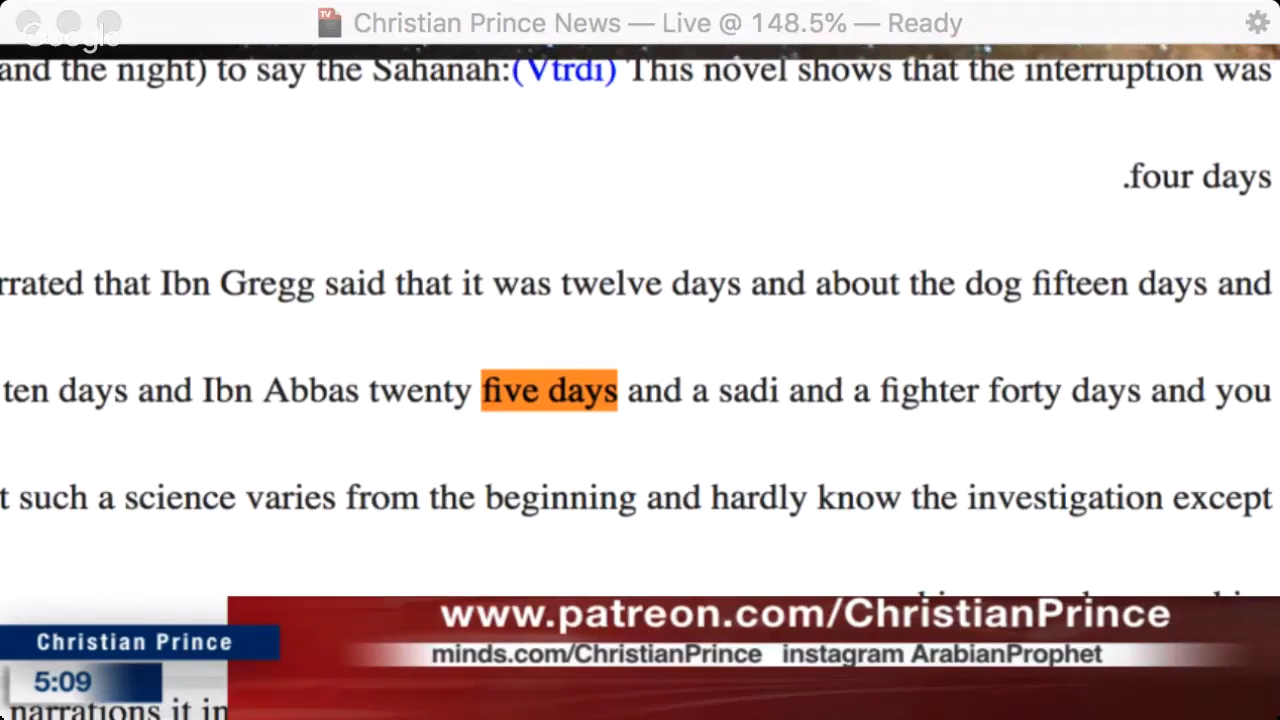 Christian Prince News — Live @ 148.5% — Ready
Google
and the night) to say the Sahanah:(Vtrdi) This novel shows that the interruption was
.four days
rrated that Ibn Gregg said that it was twelve days and about the dog fifteen days and
ten days and Ibn Abbas twenty five days and a sadi and a fighter forty days and you
t such a science varies from the beginning and hardly know the investigation except
www.patreon.com/ChristianPrince
Christian Prince
minds.com/ChristianPrince instagram ArabianProphet
5:09
narrations it in